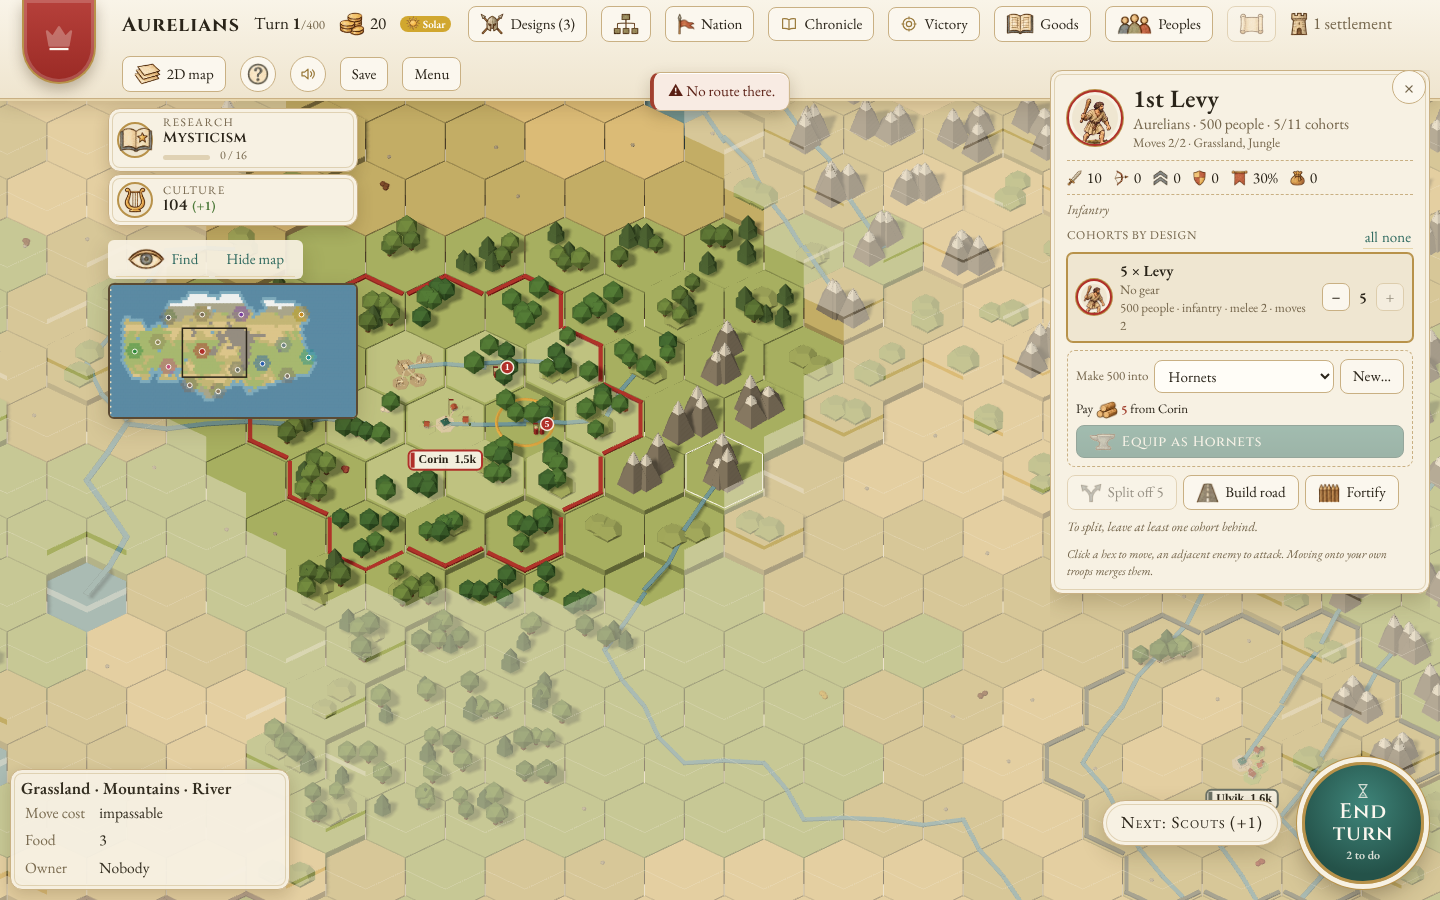 AURELIANS
Turn 1/400
20
Solar
Designs (3)
Nation
Chronicle
Victory
Goods
Peoples
1 settlement
2D map
?
Save
Menu
No route there.
RESEARCH
MYSTICISM
0 / 16
CULTURE
104 (+1)
Find
Hide map
1
5
Corin 1.5k
×
1st Levy
Aurelians · 500 people · 5/11 cohorts
Moves 2/2 · Grassland, Jungle
10 0 0 0 30% 0
Infantry
COHORTS BY DESIGN
all none
5 × Levy
No gear
500 people · infantry · melee 2 · moves
2
− 5 +
Make 500 into
Hornets
New...
Pay 5 from Corin
EQUIP AS HORNETS
Split off 5
Build road
Fortify
To split, leave at least one cohort behind.
Click a hex to move, an adjacent enemy to attack. Moving onto your own
troops merges them.
Grassland · Mountains · River
Move cost impassable
Food 3
Owner Nobody
Ulvik 1.6k
NEXT: SCOUTS (+1)
END
TURN
2 to do